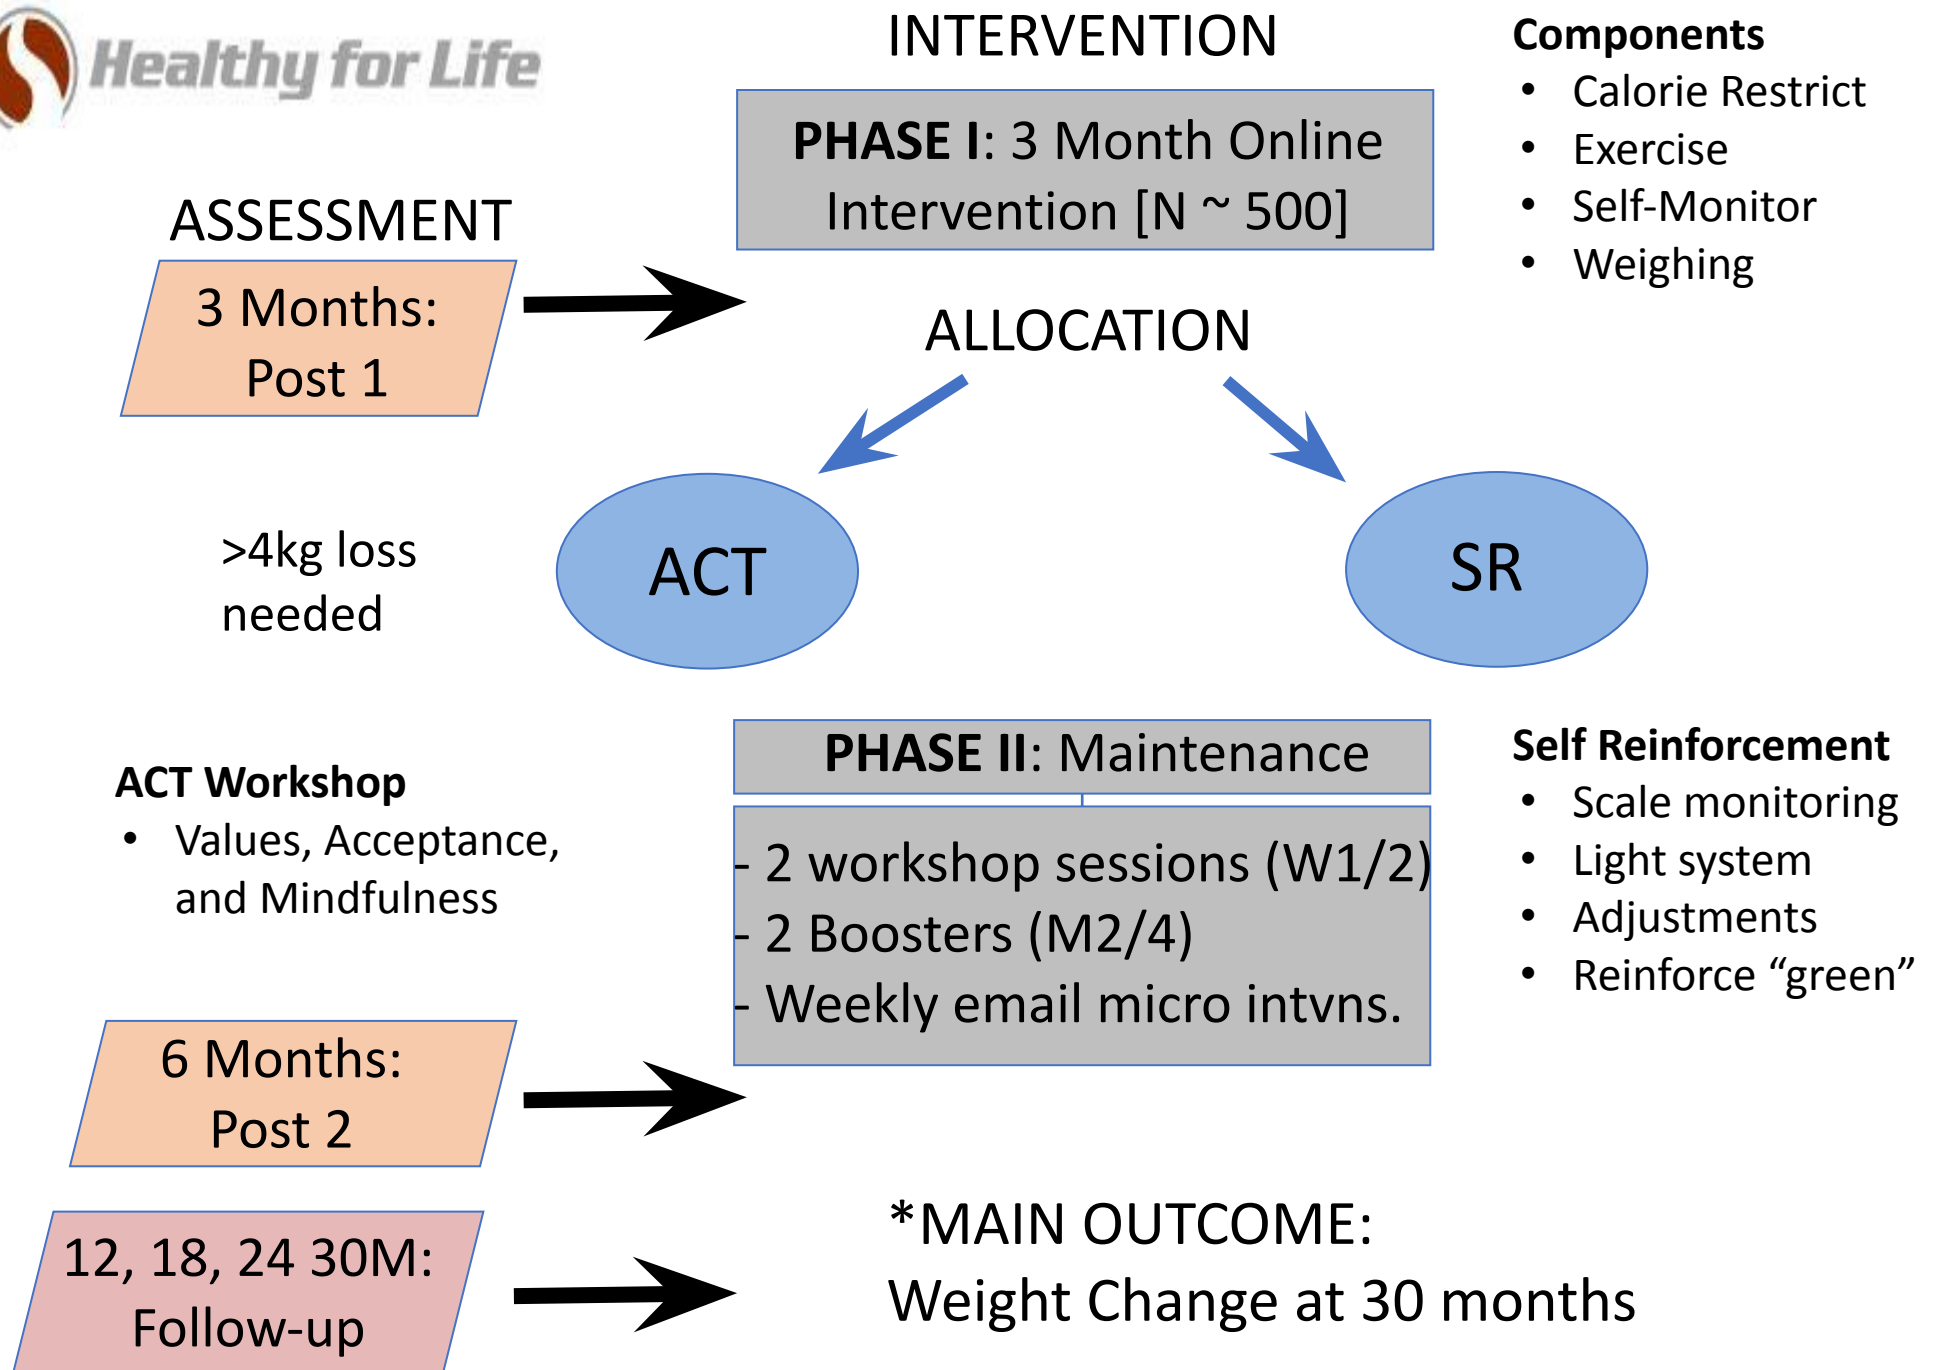 Healthy for Life
INTERVENTION
PHASE I: 3 Month Online
Intervention [N ~ 500]
Components
• Calorie Restrict
• Exercise
• Self-Monitor
• Weighing
ASSESSMENT
3 Months:
Post 1
ALLOCATION
>4kg loss
needed
ACT
SR
ACT Workshop
• Values, Acceptance,
and Mindfulness
PHASE II: Maintenance
- 2 workshop sessions (W1/2)
- 2 Boosters (M2/4)
- Weekly email micro intvns.
Self Reinforcement
• Scale monitoring
• Light system
• Adjustments
• Reinforce “green”
6 Months:
Post 2
12, 18, 24 30M:
Follow-up
*MAIN OUTCOME:
Weight Change at 30 months